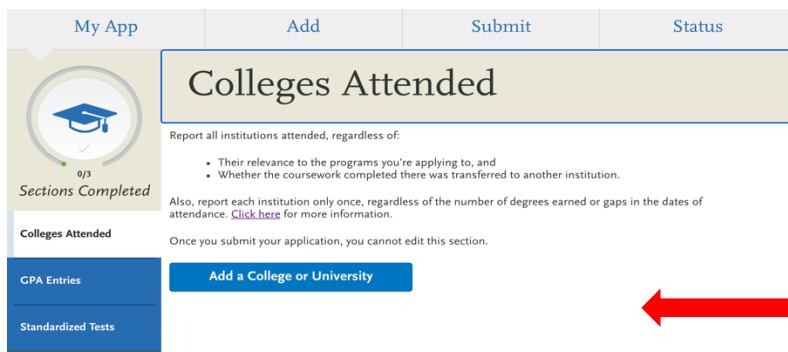 My App Add Submit Status
Colleges Attended
0/3
Sections Completed
Colleges Attended
GPA Entries
Standardized Tests
Report all institutions attended, regardless of:
• Their relevance to the programs you're applying to, and
• Whether the coursework completed there was transferred to another institution.
Also, report each institution only once, regardless of the number of degrees earned or gaps in the dates of
attendance. Click here for more information.
Once you submit your application, you cannot edit this section.
Add a College or University